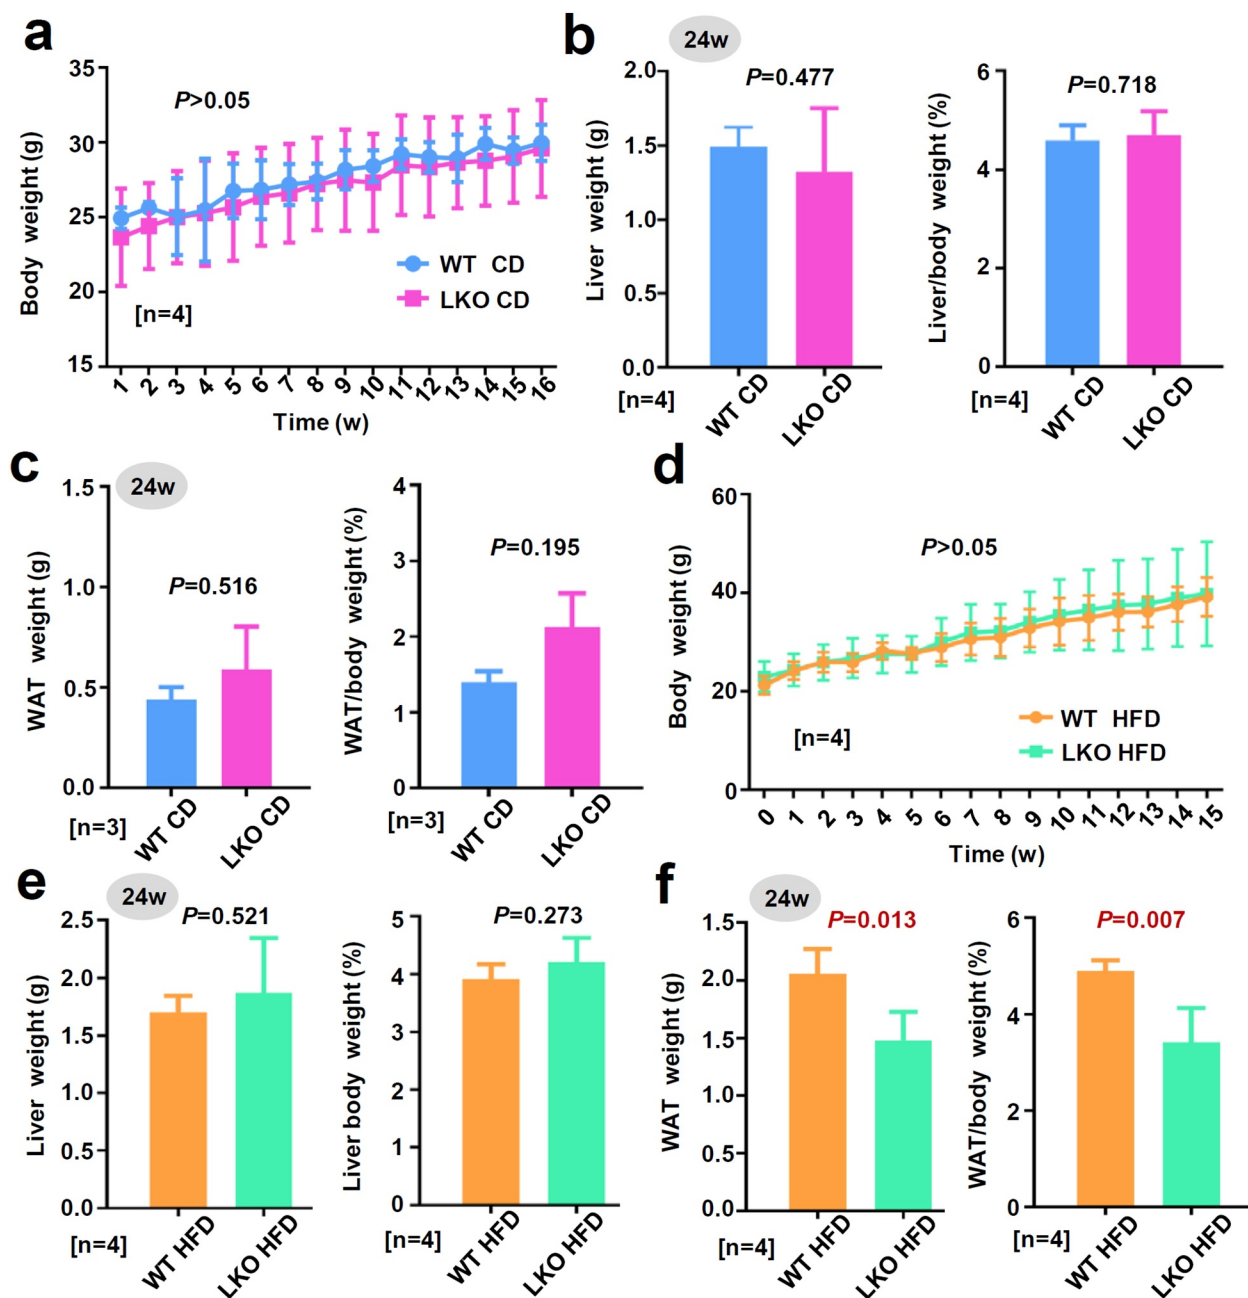 a
Body weight (g)
35
30
25
20
15
P>0.05
WT CD
LKO CD
[n=4]
1 2 3 4 5 6 7 8 9 10 11 12 13 14 15 16
Time (w)
b
24w
Liver weight (g)
2.0
1.5
1.0
0.5
0.0
P=0.477
[n=4]
WT CD
LKO CD
Liver/body weight (%)
6
4
2
0
P=0.718
[n=4]
WT CD
LKO CD
c
24w
WAT weight (g)
1.5
1.0
0.5
0.0
P=0.516
[n=3]
WT CD
LKO CD
WAT/body weight (%)
4
3
2
1
0
P=0.195
[n=3]
WT CD
LKO CD
d
Body weight (g)
60
40
20
0
P>0.05
WT HFD
LKO HFD
[n=4]
0 1 2 3 4 5 6 7 8 9 10 11 12 13 14 15
Time (w)
e
24w
Liver weight (g)
2.5
2.0
1.5
1.0
0.5
0.0
P=0.521
[n=4]
WT HFD
LKO HFD
Liver body weight (%)
5
4
3
2
1
0
P=0.273
[n=4]
WT HFD
LKO HFD
f
24w
WAT weight (g)
1.5
2.0
1.5
1.0
0.5
0.0
P=0.013
[n=4]
WT HFD
LKO HFD
WAT/body weight (%)
6
4
2
0
P=0.007
[n=4]
WT HFD
LKO HFD